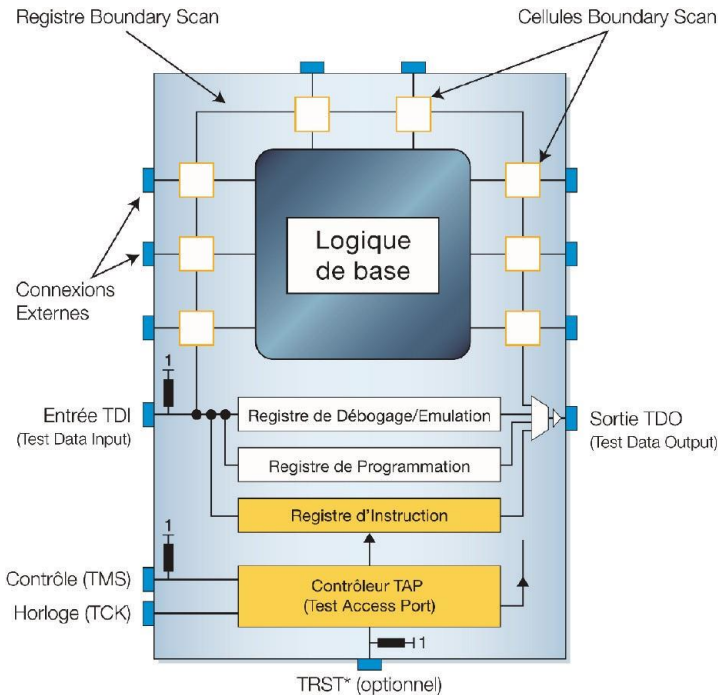 Registre Boundary Scan
Cellules Boundary Scan
Logique
de base
Connexions
Externes
1
Entrée TDI
(Test Data Input)
Registre de Débogage/Emulation
Sortie TDO
(Test Data Output)
Registre de Programmation
Registre d'Instruction
1
Contrôle (TMS)
Horloge (TCK)
Contrôleur TAP
(Test Access Port)
1
TRST* (optionnel)